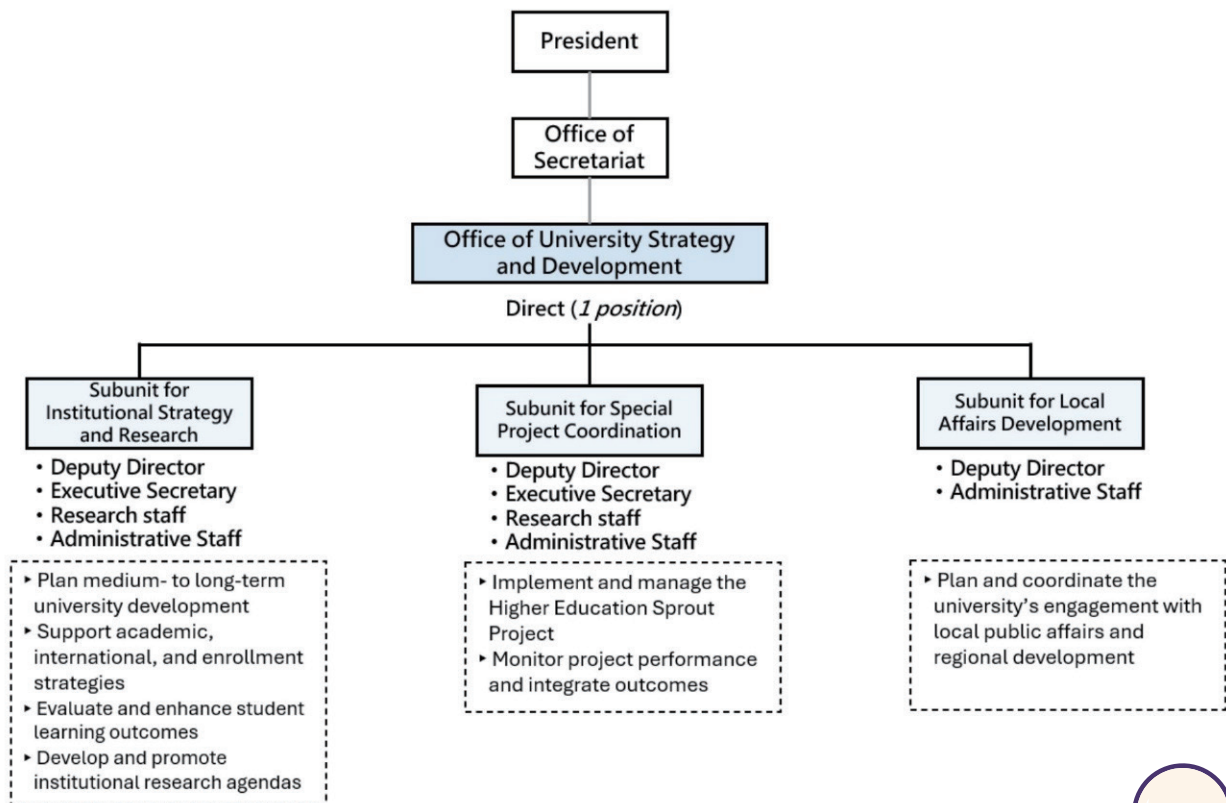 President
Office of
Secretariat
Office of University Strategy
and Development
Direct (1 position)
Subunit for
Institutional Strategy
and Research
• Deputy Director
• Executive Secretary
• Research staff
• Administrative Staff
‣ Plan medium- to long-term
university development
‣ Support academic,
international, and enrollment
strategies
‣ Evaluate and enhance student
learning outcomes
‣ Develop and promote
institutional research agendas
Subunit for Special
Project Coordination
• Deputy Director
• Executive Secretary
• Research staff
• Administrative Staff
‣ Implement and manage the
Higher Education Sprout
Project
‣ Monitor project performance
and integrate outcomes
Subunit for Local
Affairs Development
• Deputy Director
• Administrative Staff
‣ Plan and coordinate the
university’s engagement with
local public affairs and
regional development